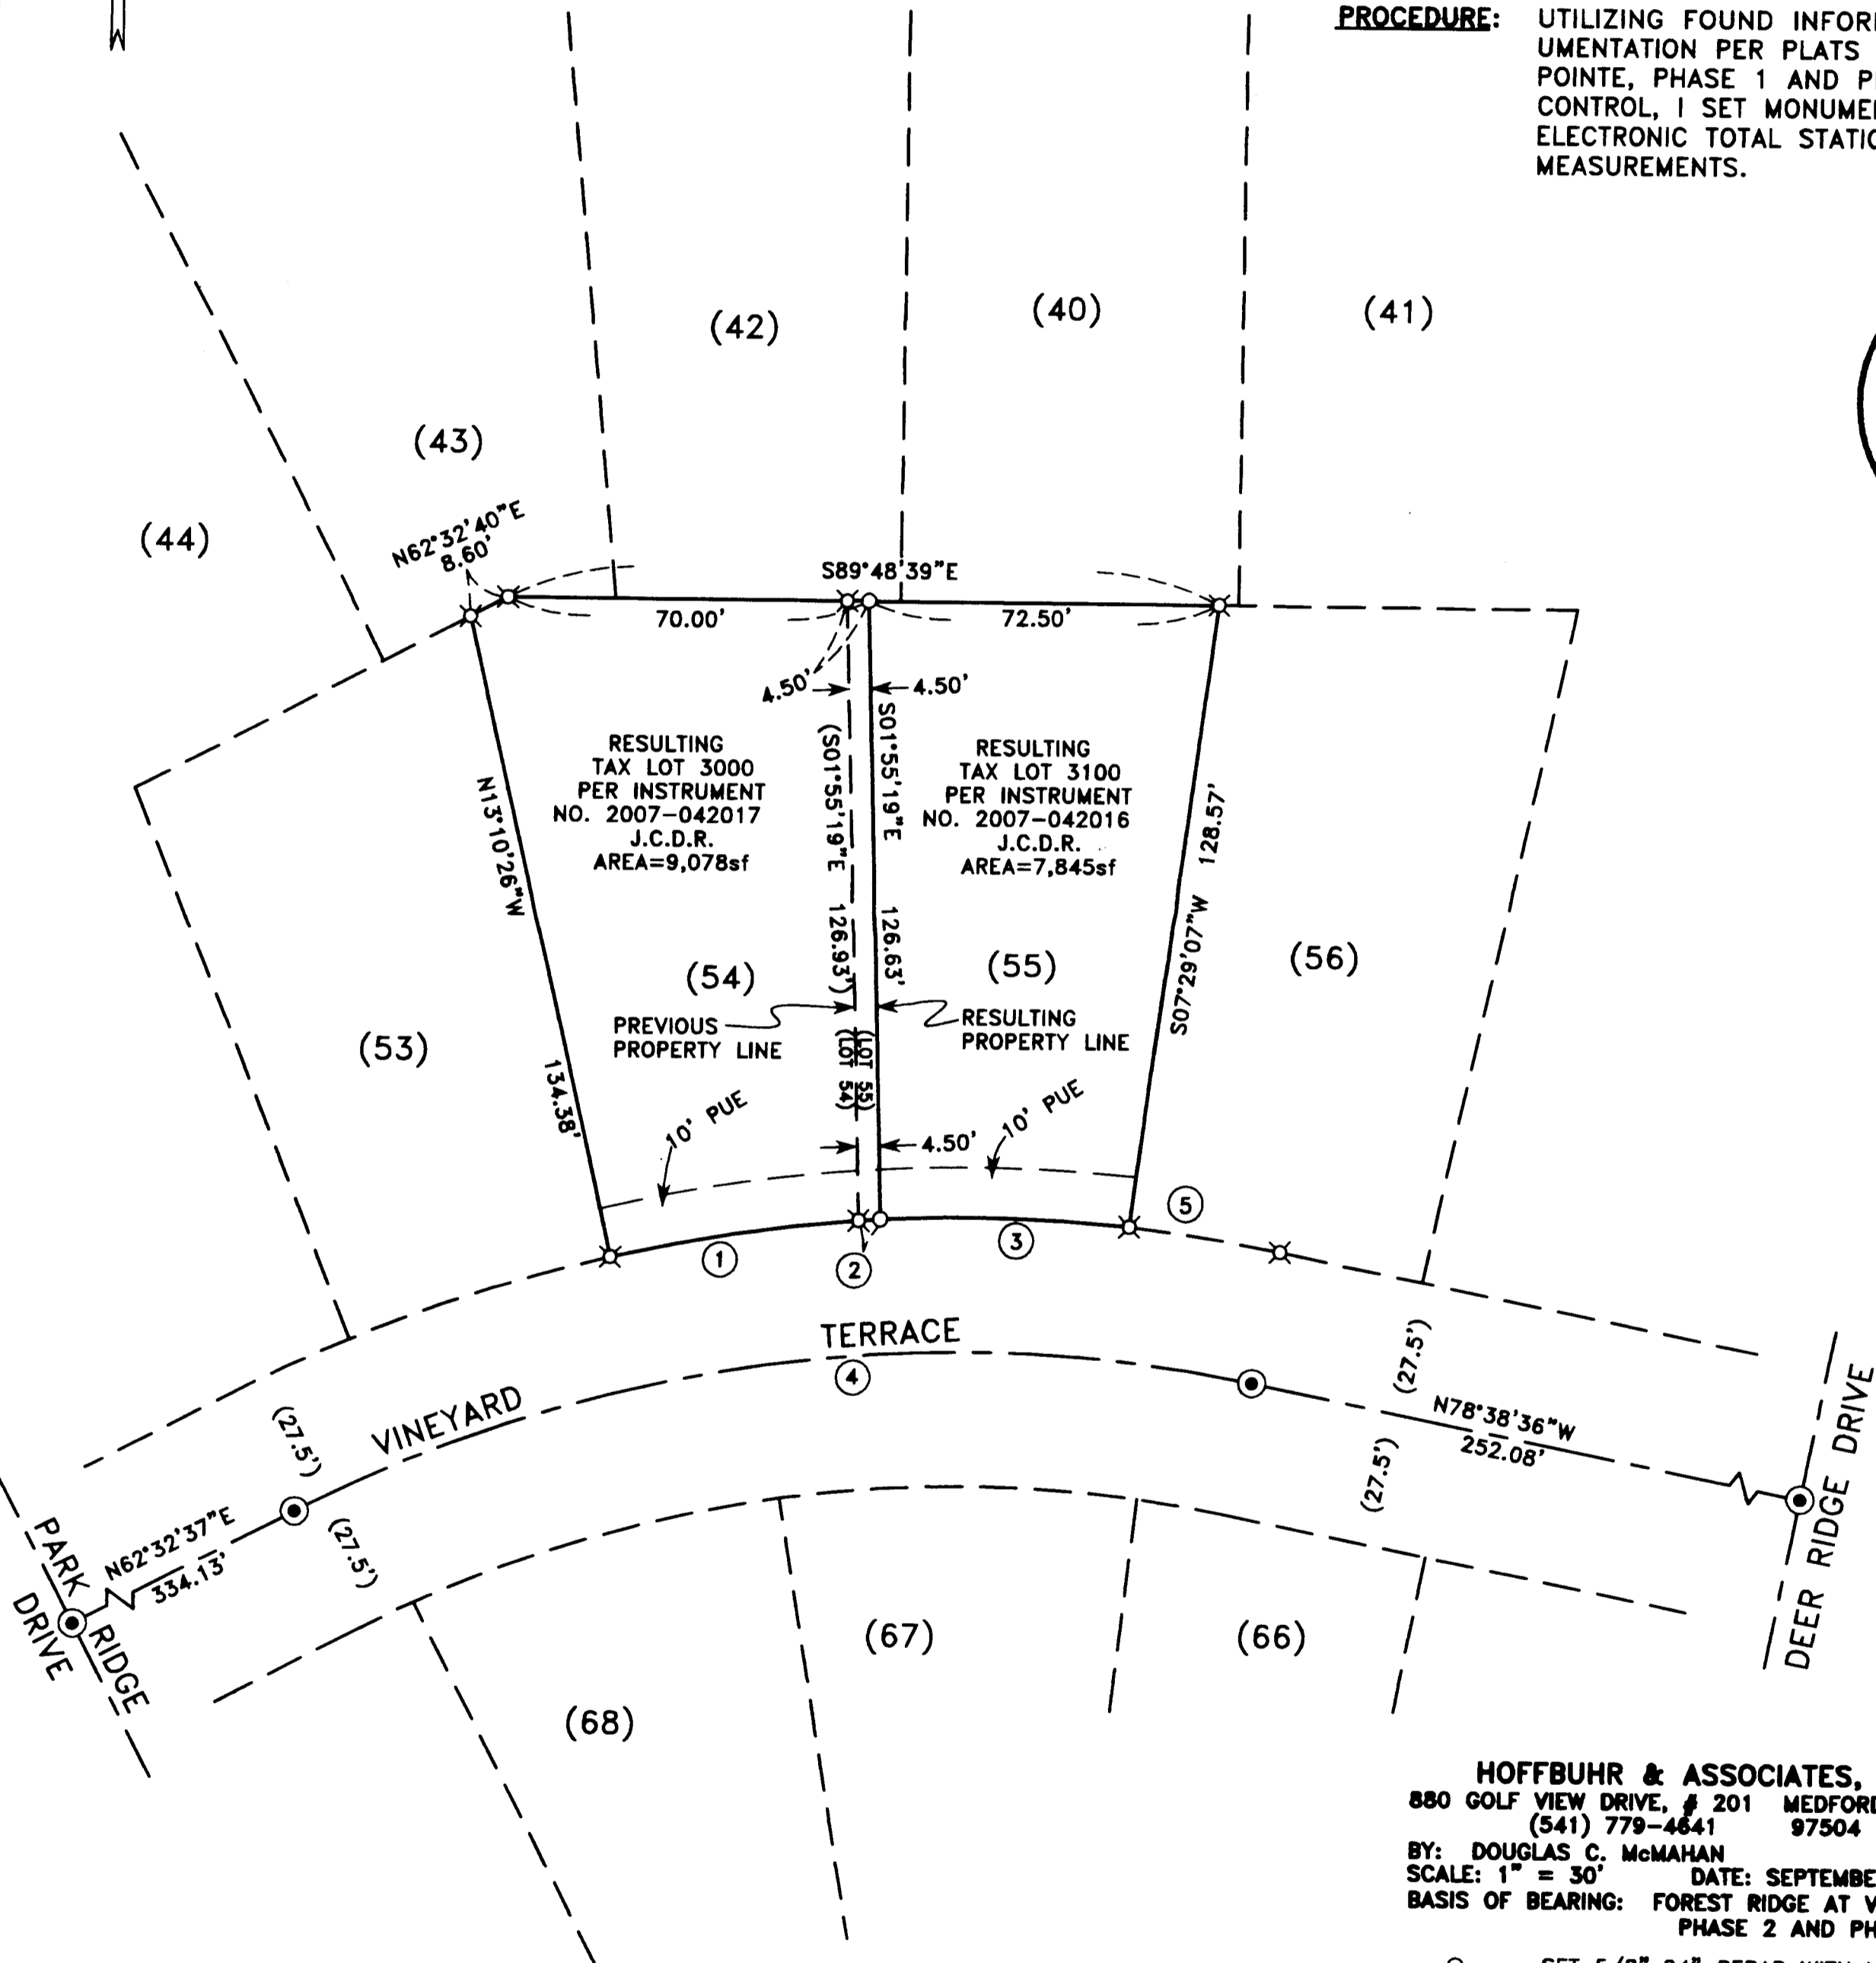 PROCEDURE: UTILIZING FOUND
UMENTATION PER PLATS
POINTE, PHASE 1 AND
CONTROL, I SET
ELECTRONIC TOTAL
MEASUREMENTS.
(42)
(40)
(41)
(43)
(44)
N62°32'40"E
8.60'
S89°48'39"E
70.00'
72.50'
4.50'
4.50'
RESULTING
TAX LOT 3000
PER INSTRUMENT
NO. 2007-042017
J.C.D.R.
AREA=9,078sf
RESULTING
TAX LOT 3100
PER INSTRUMENT
NO. 2007-042016
J.C.D.R.
AREA=7,845sf
N13°10'26"W
134.38'
(S01°55'19"E 126.93')
S01°55'19"E 126.63'
S07°29'07"W 128.57'
(54)
(55)
(56)
(53)
PREVIOUS
PROPERTY LINE
RESULTING
PROPERTY LINE
(LOT 55)
(LOT 54)
10' PUE
10' PUE
4.50'
1
2
3
5
4
VINEYARD TERRACE
(27.5')
(27.5')
(27.5')
(27.5')
N78°38'36"W
252.08'
N62°32'37"E
334.13'
PARK RIDGE
DRIVE
DEER RIDGE DRIVE
(67)
(66)
(68)
HOFFBUHR & ASSOCIATES,
880 GOLF VIEW DRIVE, # 201 MEDFORD
(541) 779-4641 97504
BY: DOUGLAS C. McMAHAN
SCALE: 1" = 30' DATE:
BASIS OF BEARING: FOREST RIDGE AT
PHASE 2 AND